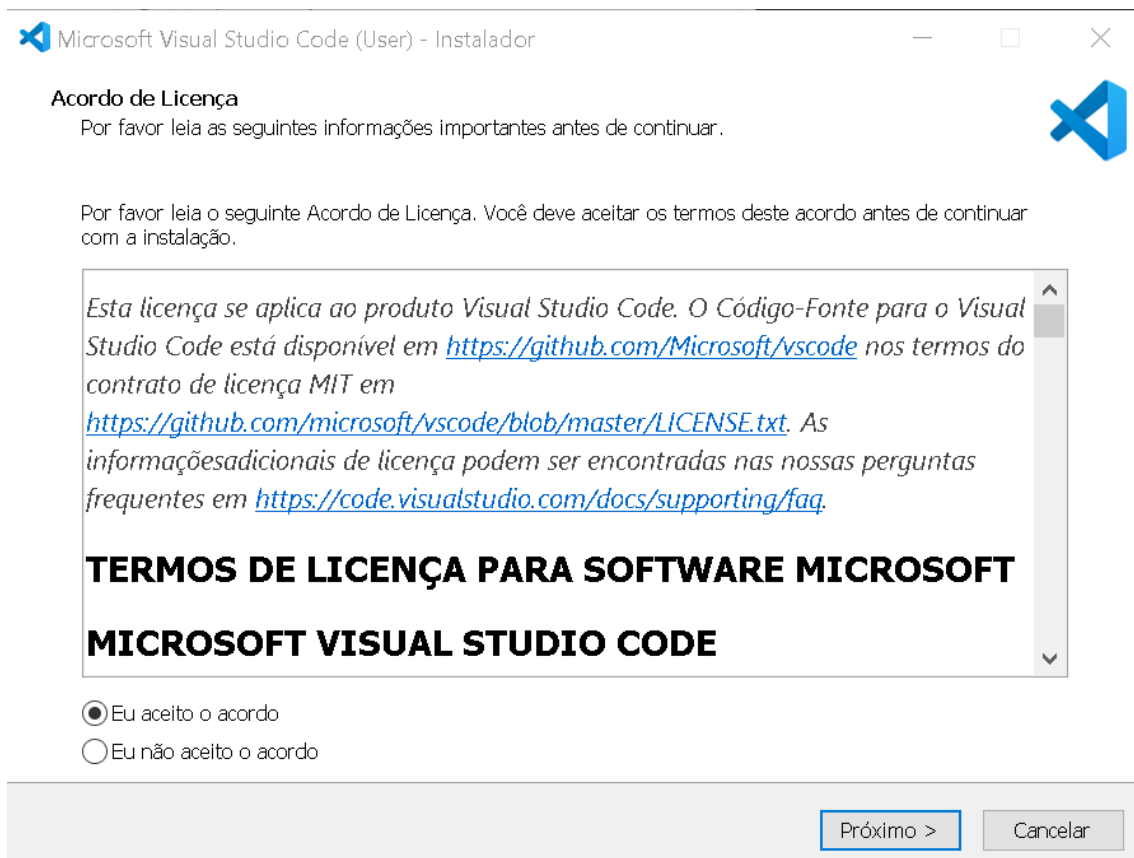 Microsoft Visual Studio Code (User) - Instalador
Acordo de Licença
Por favor leia as seguintes informações importantes antes de continuar.
Por favor leia o seguinte Acordo de Licença. Você deve aceitar os termos deste acordo antes de continuar
com a instalação.
Esta licença se aplica ao produto Visual Studio Code. O Código-Fonte para o Visual
Studio Code está disponível em https://github.com/Microsoft/vscode nos termos do
contrato de licença MIT em
https://github.com/microsoft/vscode/blob/master/LICENSE.txt. As
informaçõesadicionais de licença podem ser encontradas nas nossas perguntas
frequentes em https://code.visualstudio.com/docs/supporting/faq.
TERMOS DE LICENÇA PARA SOFTWARE MICROSOFT
MICROSOFT VISUAL STUDIO CODE
Eu aceito o acordo
Eu não aceito o acordo
Próximo >
Cancelar